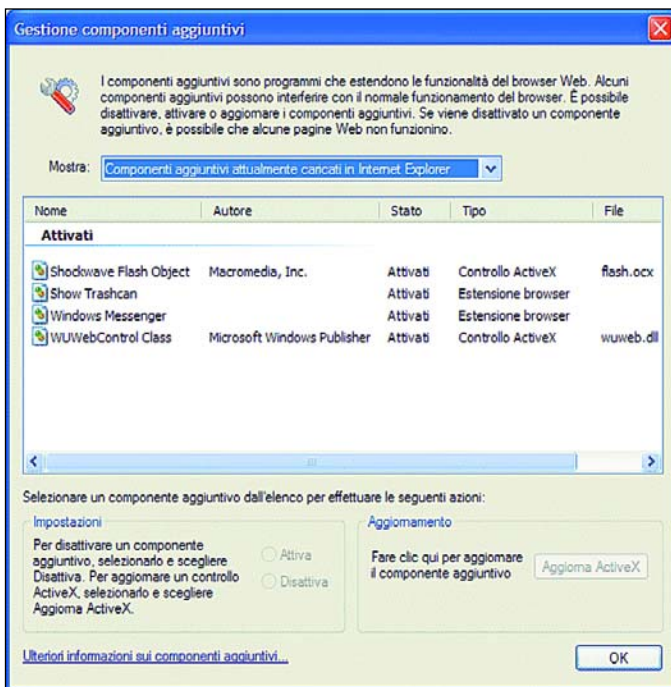 Gestione componenti aggiuntivi
I componenti aggiuntivi sono programmi che estendono le funzionalità del browser Web. Alcuni
componenti aggiuntivi possono interferire con il normale funzionamento del browser. È possibile
disattivare, attivare o aggiornare i componenti aggiuntivi. Se viene disattivato un componente
aggiuntivo, è possibile che alcune pagine Web non funzionino.
Mostra: Componenti aggiuntivi attualmente caricati in Internet Explorer
Nome Autore Stato Tipo File
Attivati
Shockwave Flash Object Macromedia, Inc. Attivati Controllo ActiveX flash.ocx
Show Trashcan Attivati Estensione browser
Windows Messenger Attivati Estensione browser
WUWebControl Class Microsoft Windows Publisher Attivati Controllo ActiveX wuweb.dll
Selezionare un componente aggiuntivo dall'elenco per effettuare le seguenti azioni:
Impostazioni
Per disattivare un componente
aggiuntivo, selezionarlo e scegliere
Disattiva. Per aggiornare un controllo
ActiveX, selezionarlo e scegliere
Aggiorna ActiveX.
Attiva
Disattiva
Aggiornamento
Fare clic qui per aggiornare
il componente aggiuntivo
Aggiorna ActiveX
Ulteriori informazioni sui componenti aggiuntivi...
OK